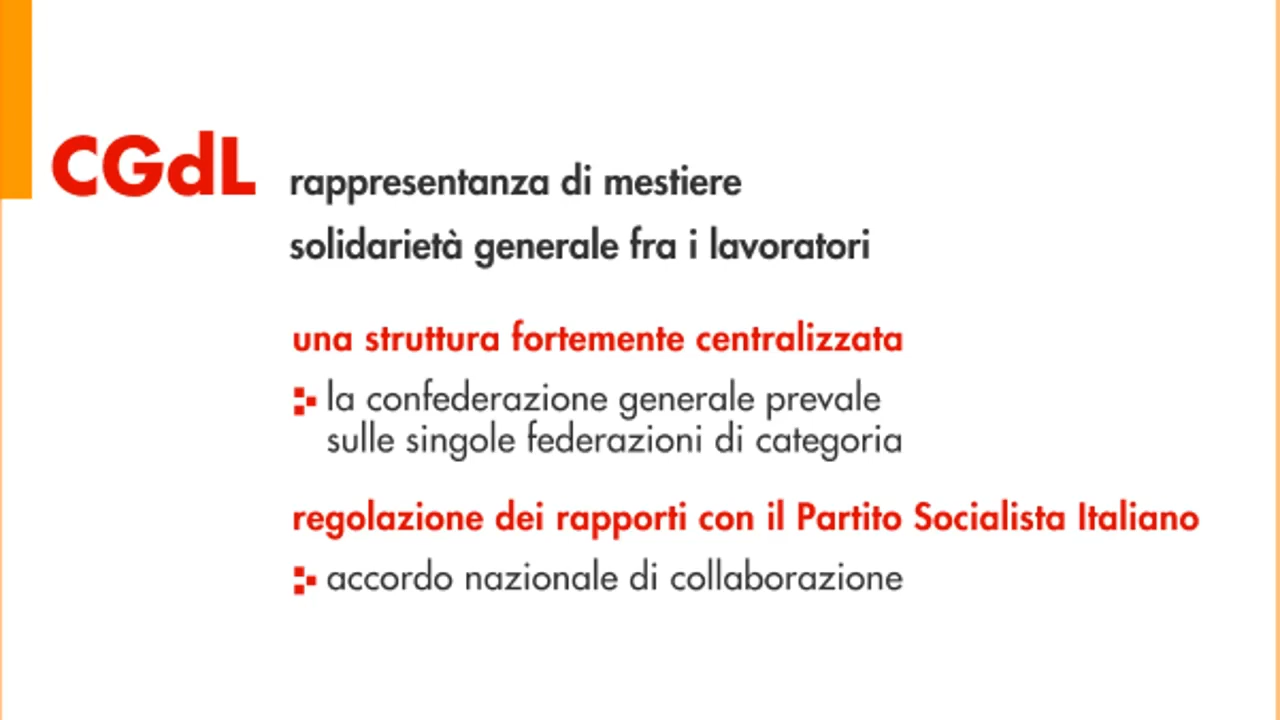 CGdL rappresentanza di mestiere
solidarietà generale fra i lavoratori
una struttura fortemente centralizzata
la confederazione generale prevale
sulle singole federazioni di categoria
regolazione dei rapporti con il Partito Socialista Italiano
accordo nazionale di collaborazione